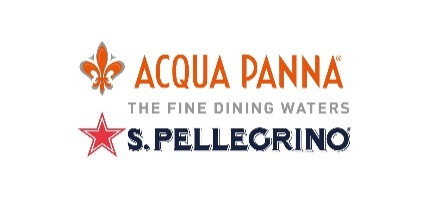 ACQUA PANNA®
THE FINE DINING WATERS
S.PELLEGRINO®